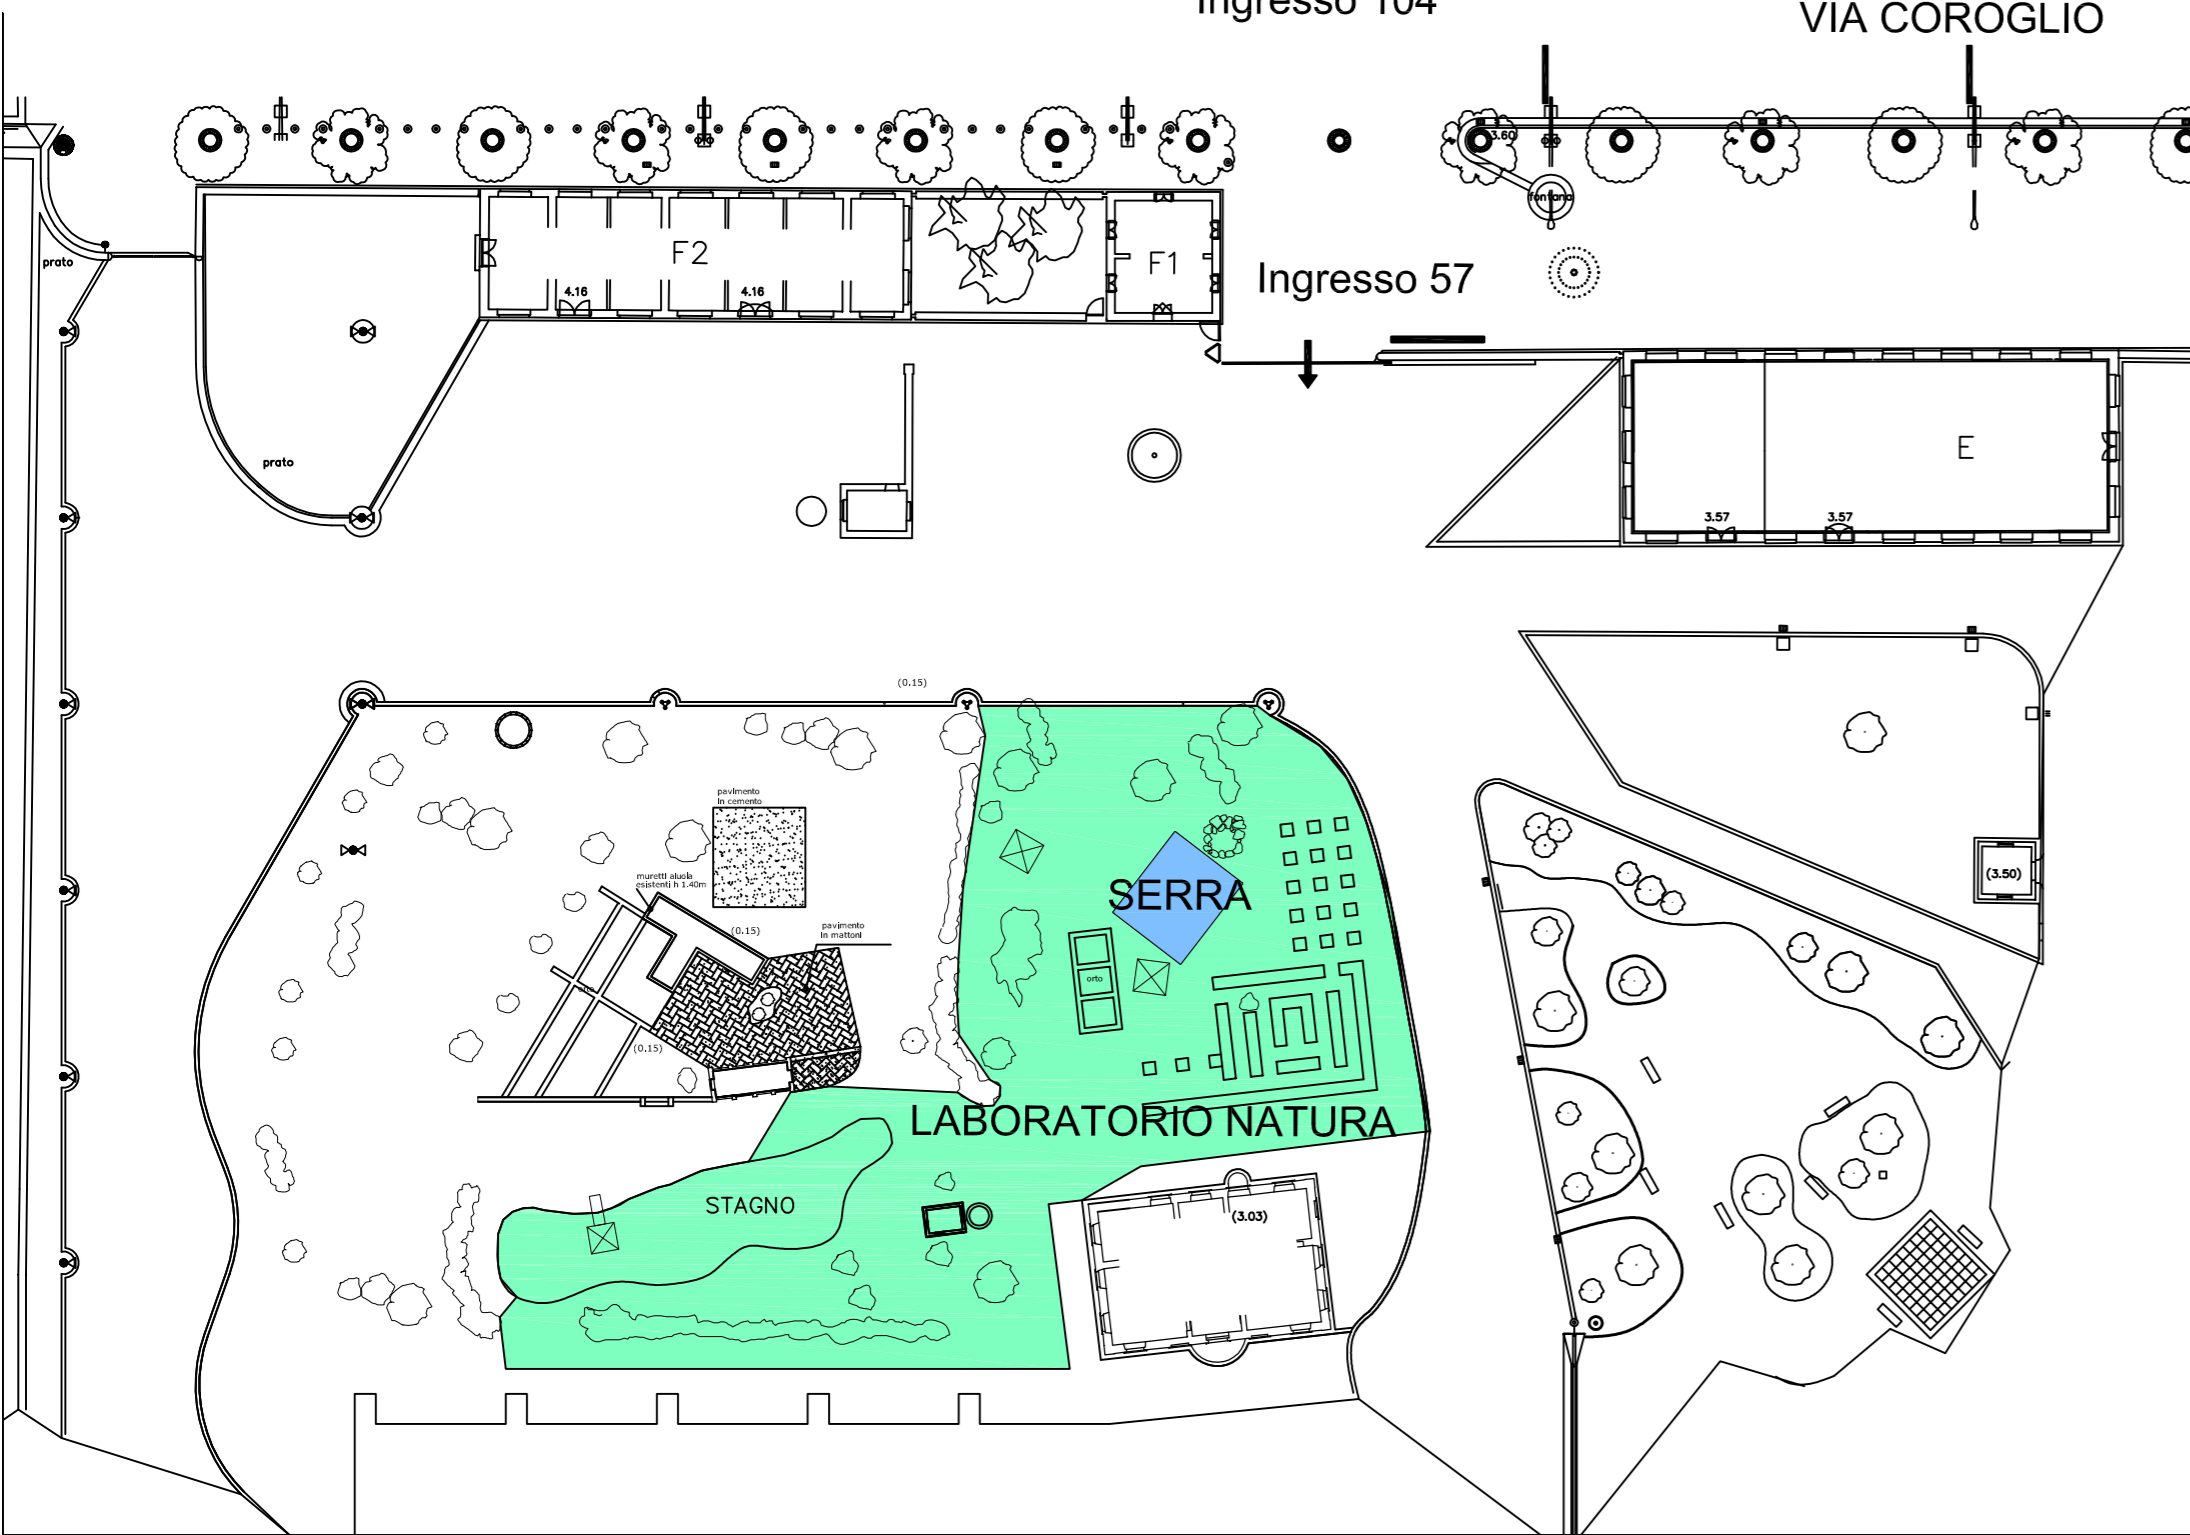 Ingresso 104
VIA COROGLIO
3.60
fontana
prato
F2
F1
Ingresso 57
4.16
4.16
prato
E
3.57
3.57
(0.15)
pavimento
in cemento
muretti aiuola
esistenti h 1.40m
(0.15)
pavimento
in mattoni
SERRA
(3.50)
orto
orto
(0.15)
LABORATORIO NATURA
STAGNO
(3.03)